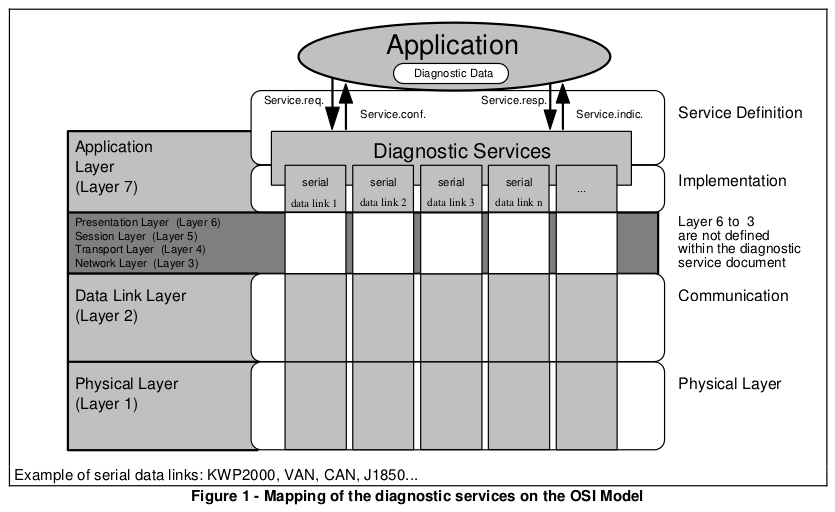 Application
Diagnostic Data
Service.req.
Service.conf.
Service.resp.
Service.indic.
Service Definition
Application
Layer
(Layer 7)
Diagnostic Services
serial
data link 1
serial
data link 2
serial
data link 3
serial
data link n
...
Implementation
Presentation Layer (Layer 6)
Session Layer (Layer 5)
Transport Layer (Layer 4)
Network Layer (Layer 3)
Layer 6 to 3
are not defined
within the diagnostic
service document
Data Link Layer
(Layer 2)
Communication
Physical Layer
(Layer 1)
Physical Layer
Example of serial data links: KWP2000, VAN, CAN, J1850...
Figure 1 - Mapping of the diagnostic services on the OSI Model